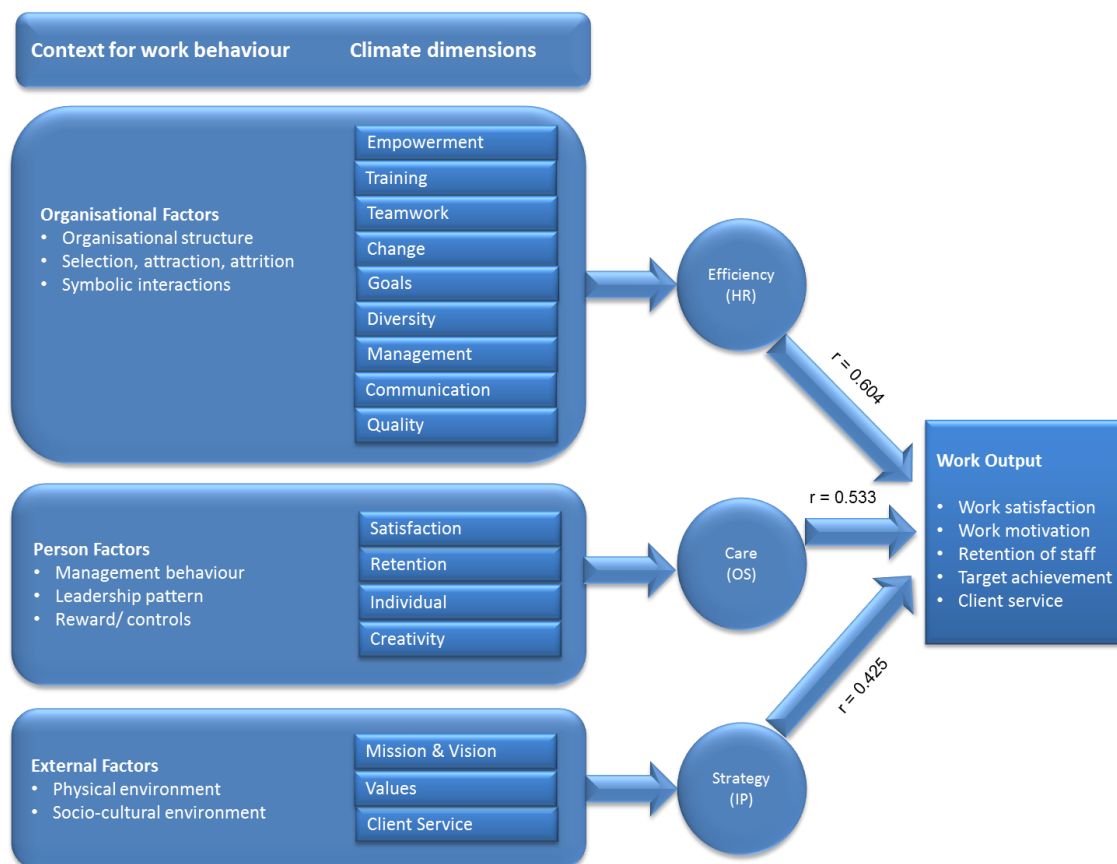 Context for work behaviour
Climate dimensions
Organisational Factors
• Organisational structure
• Selection, attraction, attrition
• Symbolic interactions
Empowerment
Training
Teamwork
Change
Goals
Diversity
Management
Communication
Quality
Efficiency
(HR)
r = 0.604
Person Factors
• Management behaviour
• Leadership pattern
• Reward/ controls
Satisfaction
Retention
Individual
Creativity
Care
(OS)
r = 0.533
External Factors
• Physical environment
• Socio-cultural environment
Mission & Vision
Values
Client Service
Strategy
(IP)
r = 0.425
Work Output
• Work satisfaction
• Work motivation
• Retention of staff
• Target achievement
• Client service